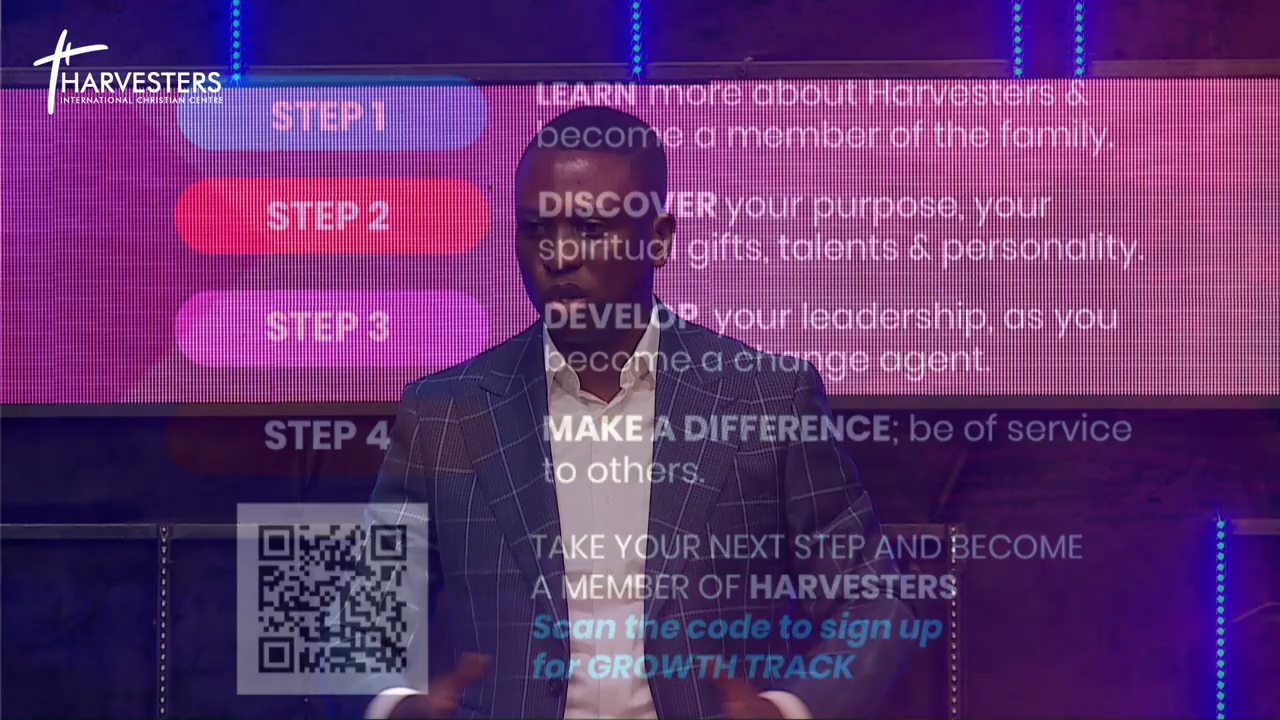 HARVESTERS
INTERNATIONAL CHRISTIAN CENTRE
STEP 1
LEARN more about Harvesters &
become a member of the family.
STEP 2
DISCOVER your purpose, your
spiritual gifts, talents & personality.
STEP 3
DEVELOP your leadership, as you
become a change agent.
STEP 4
MAKE A DIFFERENCE; be of service
to others.
TAKE YOUR NEXT STEP AND BECOME
A MEMBER OF HARVESTERS
Scan the code to sign up
for GROWTH TRACK